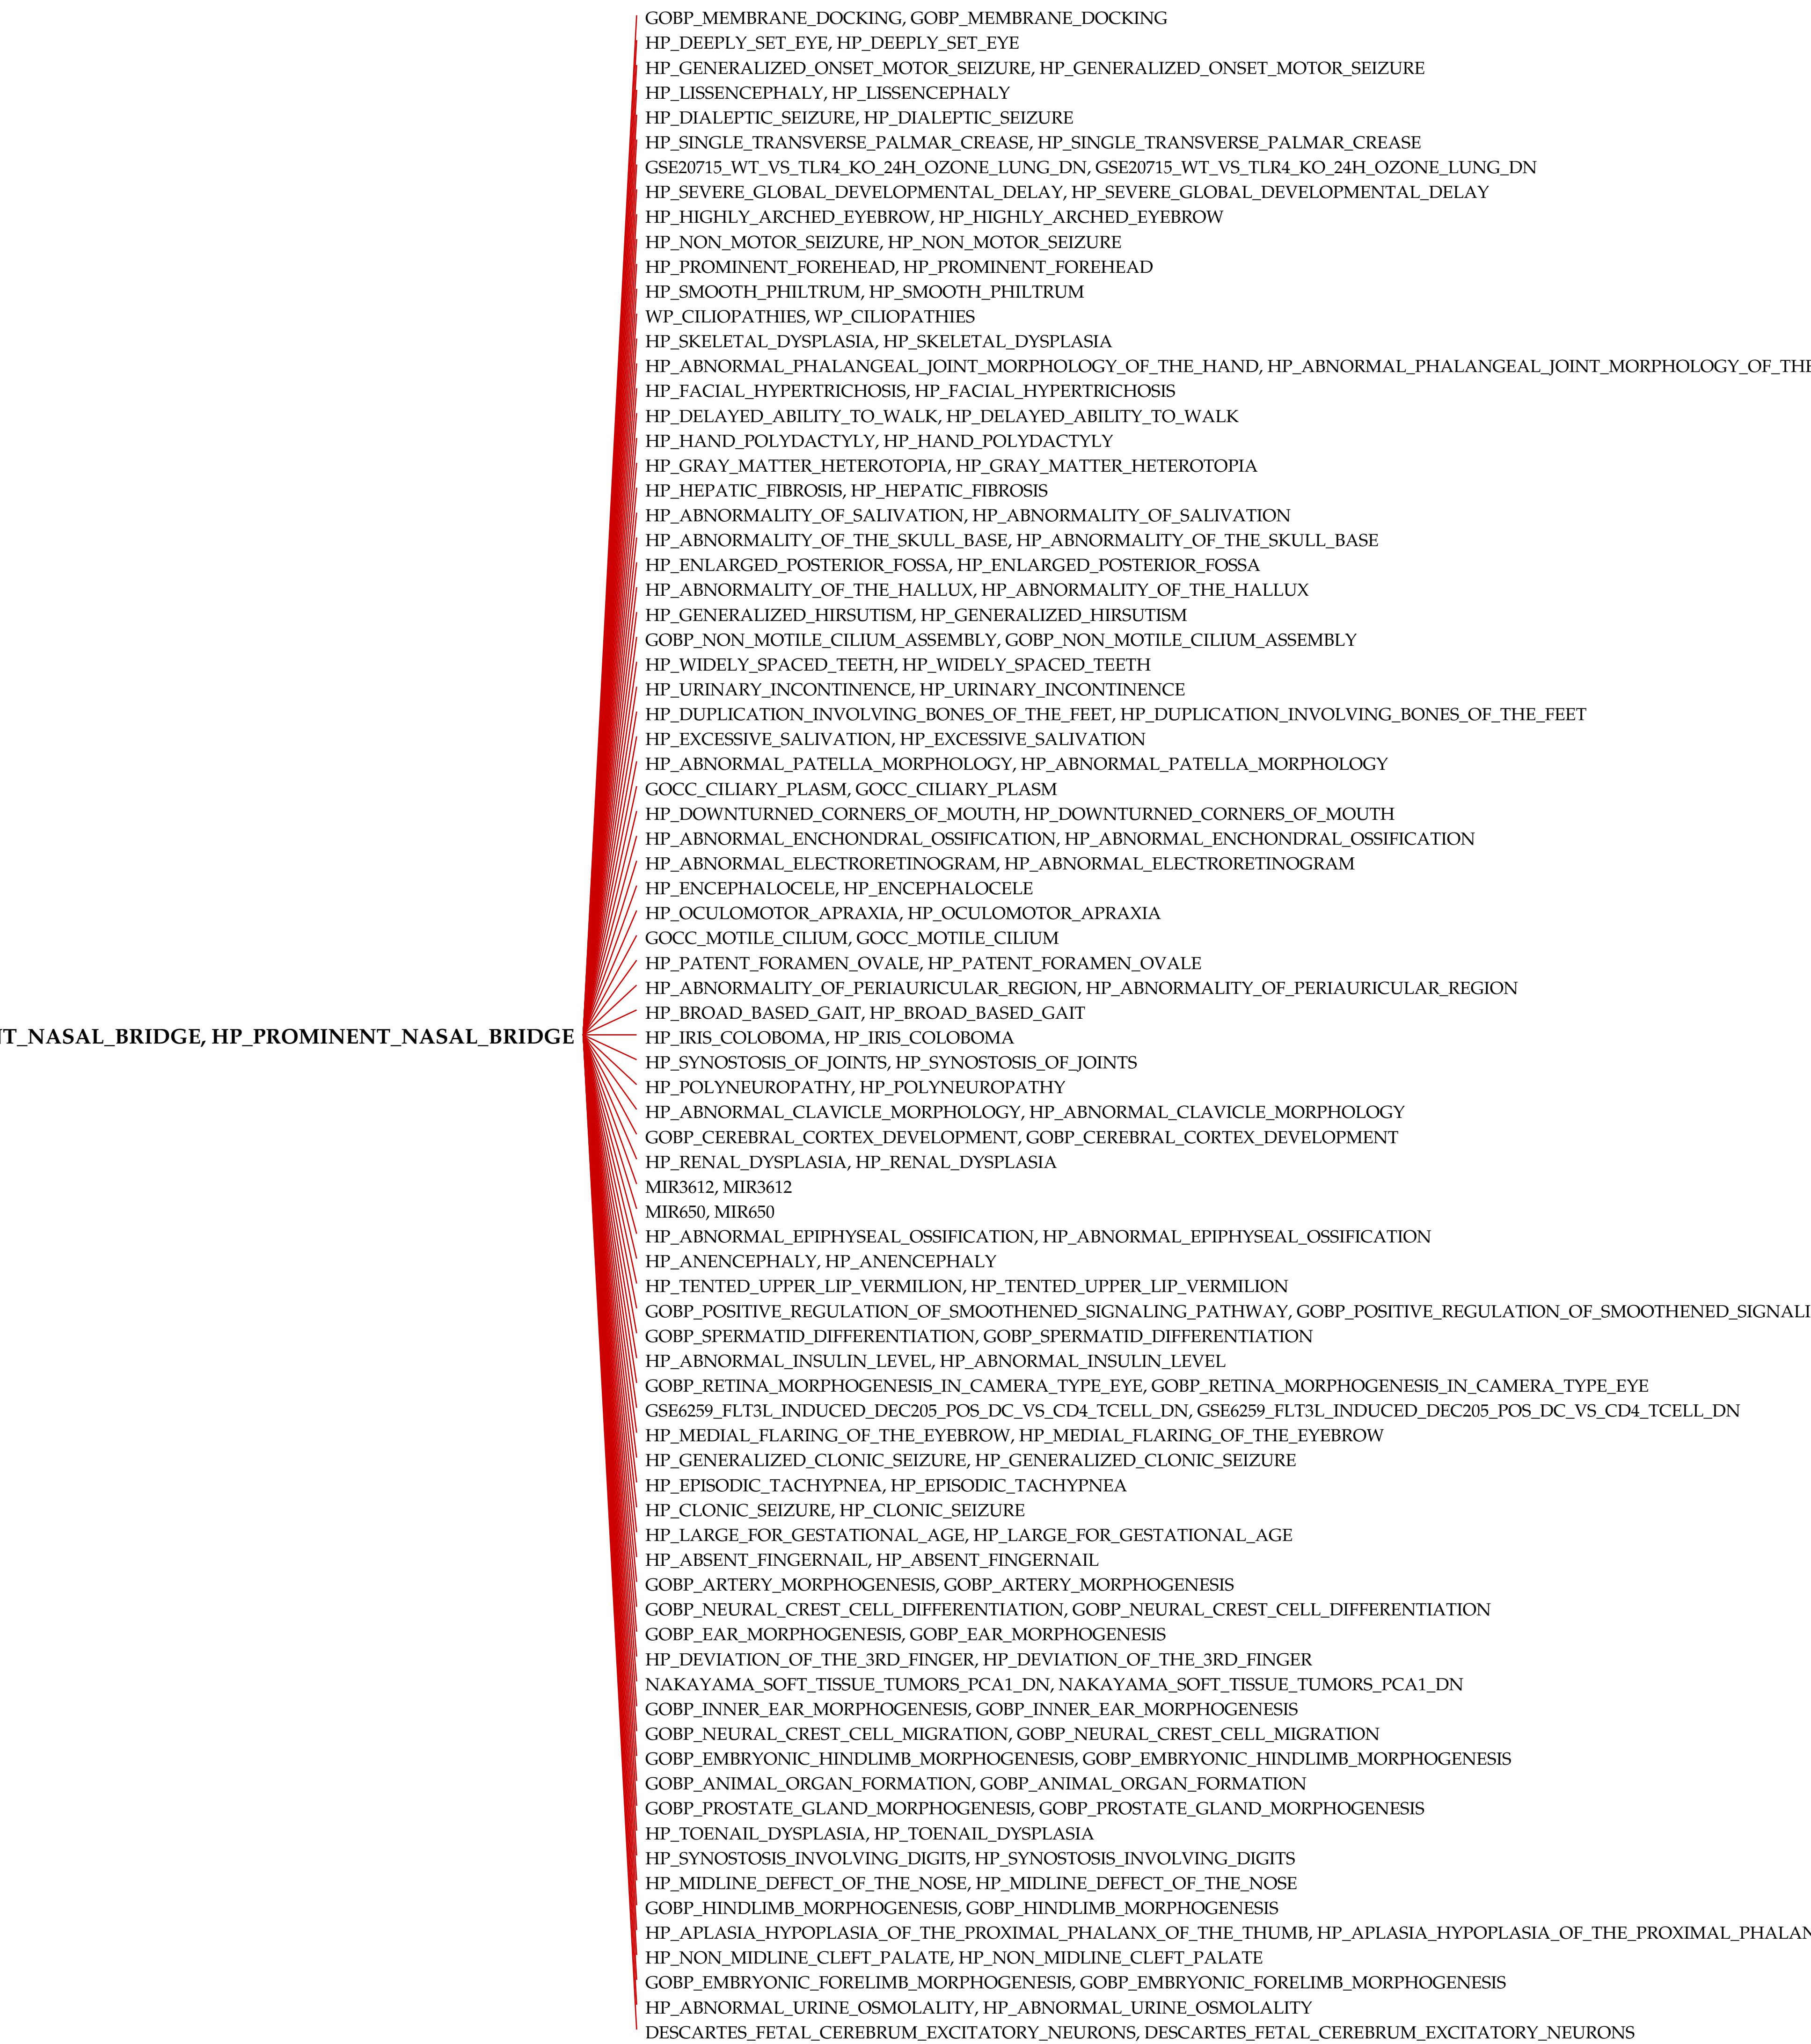 GOBP_MEMBRANE_DOCKING, GOBP_MEMBRANE_DOCKING
HP_DEEPLY_SET_EYE, HP_DEEPLY_SET_EYE
HP_GENERALIZED_ONSET_MOTOR_SEIZURE, HP_GENERALIZED_ONSET_MOTOR_SEIZURE
HP_LISSENCEPHALY, HP_LISSENCEPHALY
HP_DIALEPTIC_SEIZURE, HP_DIALEPTIC_SEIZURE
HP_SINGLE_TRANSVERSE_PALMAR_CREASE, HP_SINGLE_TRANSVERSE_PALMAR_CREASE
GSE20715_WT_VS_TLR4_KO_24H_OZONE_LUNG_DN, GSE20715_WT_VS_TLR4_KO_24H_OZONE_LUNG_DN
HP_SEVERE_GLOBAL_DEVELOPMENTAL_DELAY, HP_SEVERE_GLOBAL_DEVELOPMENTAL_DELAY
HP_HIGHLY_ARCHED_EYEBROW, HP_HIGHLY_ARCHED_EYEBROW
HP_NON_MOTOR_SEIZURE, HP_NON_MOTOR_SEIZURE
HP_PROMINENT_FOREHEAD, HP_PROMINENT_FOREHEAD
HP_SMOOTH_PHILTRUM, HP_SMOOTH_PHILTRUM
WP_CILIOPATHIES, WP_CILIOPATHIES
HP_SKELETAL_DYSPLASIA, HP_SKELETAL_DYSPLASIA
HP_ABNORMAL_PHALANGEAL_JOINT_MORPHOLOGY_OF_THE_HAND, HP_ABNORMAL_PHALANGEAL_JOINT_MORPHOLOGY_OF_THE
HP_FACIAL_HYPERTRICHOSIS, HP_FACIAL_HYPERTRICHOSIS
HP_DELAYED_ABILITY_TO_WALK, HP_DELAYED_ABILITY_TO_WALK
HP_HAND_POLYDACTYLY, HP_HAND_POLYDACTYLY
HP_GRAY_MATTER_HETEROTOPIA, HP_GRAY_MATTER_HETEROTOPIA
HP_HEPATIC_FIBROSIS, HP_HEPATIC_FIBROSIS
HP_ABNORMALITY_OF_SALIVATION, HP_ABNORMALITY_OF_SALIVATION
HP_ABNORMALITY_OF_THE_SKULL_BASE, HP_ABNORMALITY_OF_THE_SKULL_BASE
HP_ENLARGED_POSTERIOR_FOSSA, HP_ENLARGED_POSTERIOR_FOSSA
HP_ABNORMALITY_OF_THE_HALLUX, HP_ABNORMALITY_OF_THE_HALLUX
HP_GENERALIZED_HIRSUTISM, HP_GENERALIZED_HIRSUTISM
GOBP_NON_MOTILE_CILIUM_ASSEMBLY, GOBP_NON_MOTILE_CILIUM_ASSEMBLY
HP_WIDELY_SPACED_TEETH, HP_WIDELY_SPACED_TEETH
HP_URINARY_INCONTINENCE, HP_URINARY_INCONTINENCE
HP_DUPLICATION_INVOLVING_BONES_OF_THE_FEET, HP_DUPLICATION_INVOLVING_BONES_OF_THE_FEET
HP_EXCESSIVE_SALIVATION, HP_EXCESSIVE_SALIVATION
HP_ABNORMAL_PATELLA_MORPHOLOGY, HP_ABNORMAL_PATELLA_MORPHOLOGY
GOCC_CILIARY_PLASM, GOCC_CILIARY_PLASM
HP_DOWNTURNED_CORNERS_OF_MOUTH, HP_DOWNTURNED_CORNERS_OF_MOUTH
HP_ABNORMAL_ENCHONDRAL_OSSIFICATION, HP_ABNORMAL_ENCHONDRAL_OSSIFICATION
HP_ABNORMAL_ELECTRORETINOGRAM, HP_ABNORMAL_ELECTRORETINOGRAM
HP_ENCEPHALOCELE, HP_ENCEPHALOCELE
HP_OCULOMOTOR_APRAXIA, HP_OCULOMOTOR_APRAXIA
GOCC_MOTILE_CILIUM, GOCC_MOTILE_CILIUM
HP_PATENT_FORAMEN_OVALE, HP_PATENT_FORAMEN_OVALE
HP_ABNORMALITY_OF_PERIAURICULAR_REGION, HP_ABNORMALITY_OF_PERIAURICULAR_REGION
HP_BROAD_BASED_GAIT, HP_BROAD_BASED_GAIT
NT_NASAL_BRIDGE, HP_PROMINENT_NASAL_BRIDGE
HP_IRIS_COLOBOMA, HP_IRIS_COLOBOMA
HP_SYNOSTOSIS_OF_JOINTS, HP_SYNOSTOSIS_OF_JOINTS
HP_POLYNEUROPATHY, HP_POLYNEUROPATHY
HP_ABNORMAL_CLAVICLE_MORPHOLOGY, HP_ABNORMAL_CLAVICLE_MORPHOLOGY
GOBP_CEREBRAL_CORTEX_DEVELOPMENT, GOBP_CEREBRAL_CORTEX_DEVELOPMENT
HP_RENAL_DYSPLASIA, HP_RENAL_DYSPLASIA
MIR3612, MIR3612
MIR650, MIR650
HP_ABNORMAL_EPIPHYSEAL_OSSIFICATION, HP_ABNORMAL_EPIPHYSEAL_OSSIFICATION
HP_ANENCEPHALY, HP_ANENCEPHALY
HP_TENTED_UPPER_LIP_VERMILION, HP_TENTED_UPPER_LIP_VERMILION
GOBP_POSITIVE_REGULATION_OF_SMOOTHENED_SIGNALING_PATHWAY, GOBP_POSITIVE_REGULATION_OF_SMOOTHENED_SIGNALI
GOBP_SPERMATID_DIFFERENTIATION, GOBP_SPERMATID_DIFFERENTIATION
HP_ABNORMAL_INSULIN_LEVEL, HP_ABNORMAL_INSULIN_LEVEL
GOBP_RETINA_MORPHOGENESIS_IN_CAMERA_TYPE_EYE, GOBP_RETINA_MORPHOGENESIS_IN_CAMERA_TYPE_EYE
GSE6259_FLT3L_INDUCED_DEC205_POS_DC_VS_CD4_TCELL_DN, GSE6259_FLT3L_INDUCED_DEC205_POS_DC_VS_CD4_TCELL_DN
HP_MEDIAL_FLARING_OF_THE_EYEBROW, HP_MEDIAL_FLARING_OF_THE_EYEBROW
HP_GENERALIZED_CLONIC_SEIZURE, HP_GENERALIZED_CLONIC_SEIZURE
HP_EPISODIC_TACHYPNEA, HP_EPISODIC_TACHYPNEA
HP_CLONIC_SEIZURE, HP_CLONIC_SEIZURE
HP_LARGE_FOR_GESTATIONAL_AGE, HP_LARGE_FOR_GESTATIONAL_AGE
HP_ABSENT_FINGERNAIL, HP_ABSENT_FINGERNAIL
GOBP_ARTERY_MORPHOGENESIS, GOBP_ARTERY_MORPHOGENESIS
GOBP_NEURAL_CREST_CELL_DIFFERENTIATION, GOBP_NEURAL_CREST_CELL_DIFFERENTIATION
GOBP_EAR_MORPHOGENESIS, GOBP_EAR_MORPHOGENESIS
HP_DEVIATION_OF_THE_3RD_FINGER, HP_DEVIATION_OF_THE_3RD_FINGER
NAKAYAMA_SOFT_TISSUE_TUMORS_PCA1_DN, NAKAYAMA_SOFT_TISSUE_TUMORS_PCA1_DN
GOBP_INNER_EAR_MORPHOGENESIS, GOBP_INNER_EAR_MORPHOGENESIS
GOBP_NEURAL_CREST_CELL_MIGRATION, GOBP_NEURAL_CREST_CELL_MIGRATION
GOBP_EMBRYONIC_HINDLIMB_MORPHOGENESIS, GOBP_EMBRYONIC_HINDLIMB_MORPHOGENESIS
GOBP_ANIMAL_ORGAN_FORMATION, GOBP_ANIMAL_ORGAN_FORMATION
GOBP_PROSTATE_GLAND_MORPHOGENESIS, GOBP_PROSTATE_GLAND_MORPHOGENESIS
HP_TOENAIL_DYSPLASIA, HP_TOENAIL_DYSPLASIA
HP_SYNOSTOSIS_INVOLVING_DIGITS, HP_SYNOSTOSIS_INVOLVING_DIGITS
HP_MIDLINE_DEFECT_OF_THE_NOSE, HP_MIDLINE_DEFECT_OF_THE_NOSE
GOBP_HINDLIMB_MORPHOGENESIS, GOBP_HINDLIMB_MORPHOGENESIS
HP_APLASIA_HYPOPLASIA_OF_THE_PROXIMAL_PHALANX_OF_THE_THUMB, HP_APLASIA_HYPOPLASIA_OF_THE_PROXIMAL_PHALAN
HP_NON_MIDLINE_CLEFT_PALATE, HP_NON_MIDLINE_CLEFT_PALATE
GOBP_EMBRYONIC_FORELIMB_MORPHOGENESIS, GOBP_EMBRYONIC_FORELIMB_MORPHOGENESIS
HP_ABNORMAL_URINE_OSMOLALITY, HP_ABNORMAL_URINE_OSMOLALITY
DESCARTES_FETAL_CEREBRUM_EXCITATORY_NEURONS, DESCARTES_FETAL_CEREBRUM_EXCITATORY_NEURONS